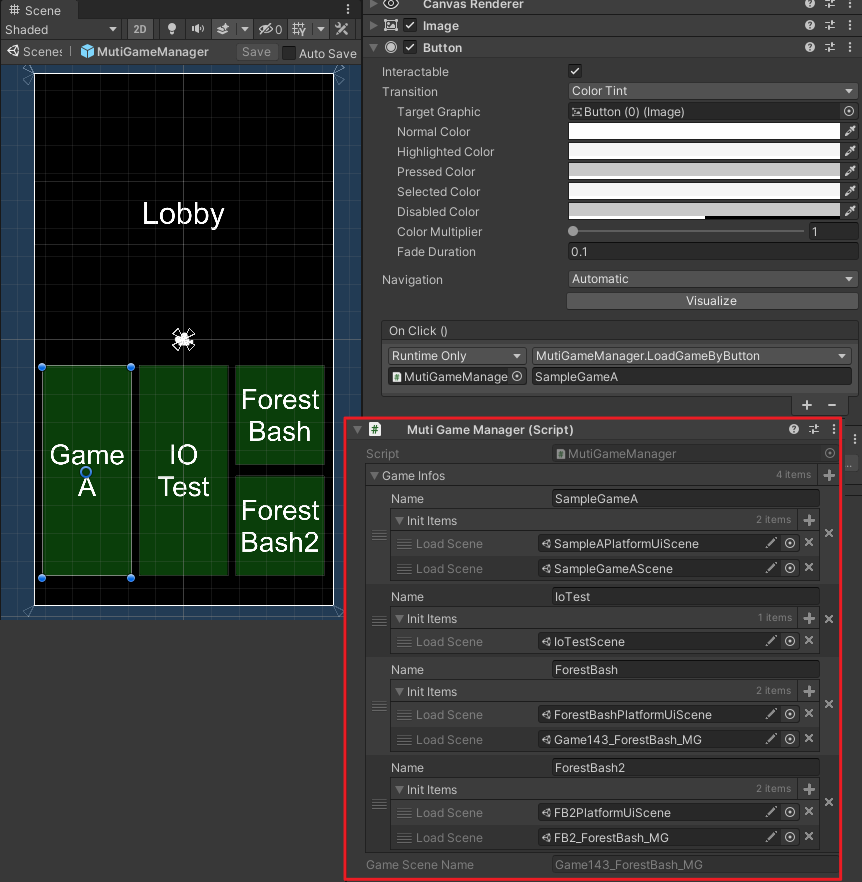 Scene
Shaded
2D
0
Scenes
MutiGameManager
Save
Auto Save
Lobby
Game
A
IO
Test
Forest
Bash
Forest
Bash2
Canvas Renderer
Image
Button
Interactable
Transition
Color Tint
Target Graphic
Button (0) (Image)
Normal Color
Highlighted Color
Pressed Color
Selected Color
Disabled Color
Color Multiplier
1
Fade Duration
0.1
Navigation
Automatic
Visualize
On Click ()
Runtime Only
MutiGameManager.LoadGameByButton
MutiGameManage
SampleGameA
Muti Game Manager (Script)
Script
MutiGameManager
Game Infos
4 items
Name
SampleGameA
Init Items
2 items
Load Scene
SampleAPlatformUiScene
Load Scene
SampleGameAScene
Name
IoTest
Init Items
1 items
Load Scene
IoTestScene
Name
ForestBash
Init Items
2 items
Load Scene
ForestBashPlatformUiScene
Load Scene
Game143_ForestBash_MG
Name
ForestBash2
Init Items
2 items
Load Scene
FB2PlatformUiScene
Load Scene
FB2_ForestBash_MG
Game Scene Name
Game143_ForestBash_MG